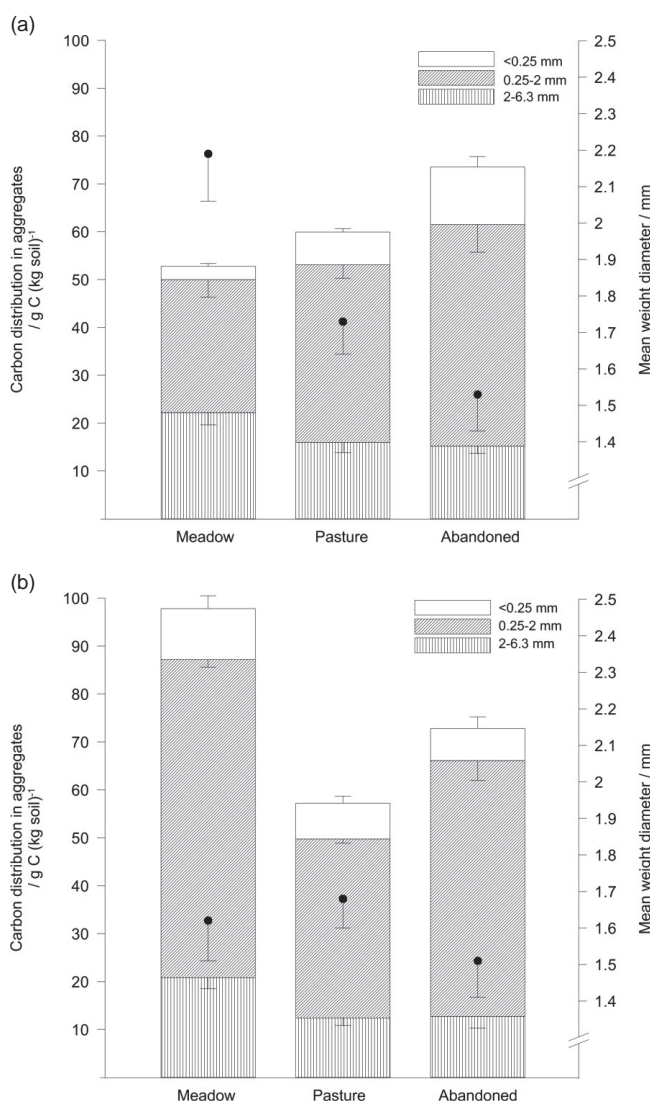 (a)
Carbon distribution in aggregates
/ g C (kg soil)-1
100
90
80
70
60
50
40
30
20
10
<0.25 mm
0.25-2 mm
2-6.3 mm
2.5
2.4
2.3
2.2
2.1
2
1.9
1.8
1.7
1.6
1.5
1.4
Mean weight diameter / mm
Meadow Pasture Abandoned
(b)
Carbon distribution in aggregates
/ g C (kg soil)-1
100
90
80
70
60
50
40
30
20
10
<0.25 mm
0.25-2 mm
2-6.3 mm
2.5
2.4
2.3
2.2
2.1
2
1.9
1.8
1.7
1.6
1.5
1.4
Mean weight diameter / mm
Meadow Pasture Abandoned